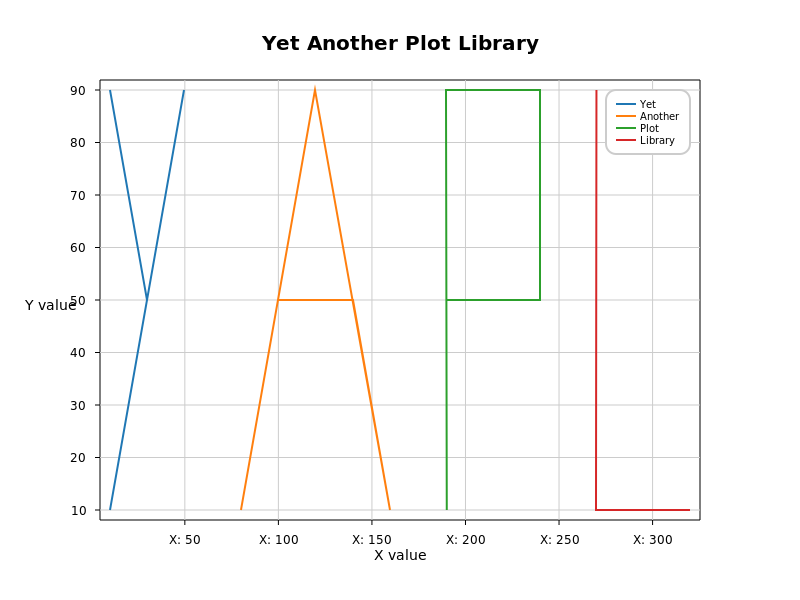 Yet Another Plot Library
90
80
70
60
50
40
30
20
10
Y value
Yet
Another
Plot
Library
X: 50 X: 100 X: 150 X: 200 X: 250 X: 300
X value